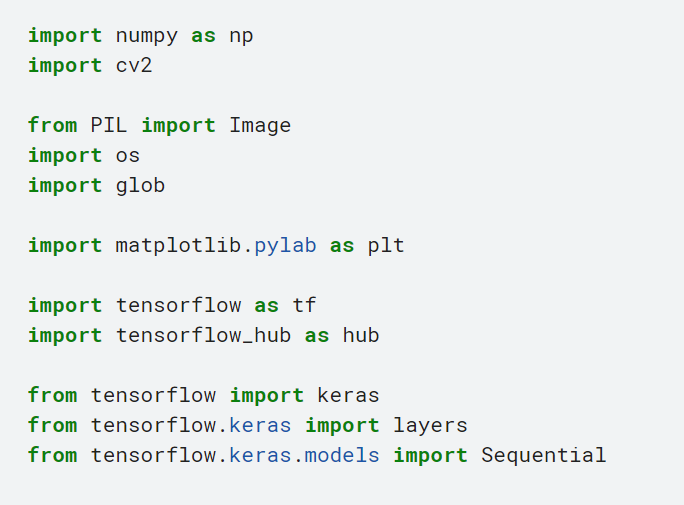 import numpy as np
import cv2
from PIL import Image
import os
import glob
import matplotlib.pylab as plt
import tensorflow as tf
import tensorflow_hub as hub
from tensorflow import keras
from tensorflow.keras import layers
from tensorflow.keras.models import Sequential